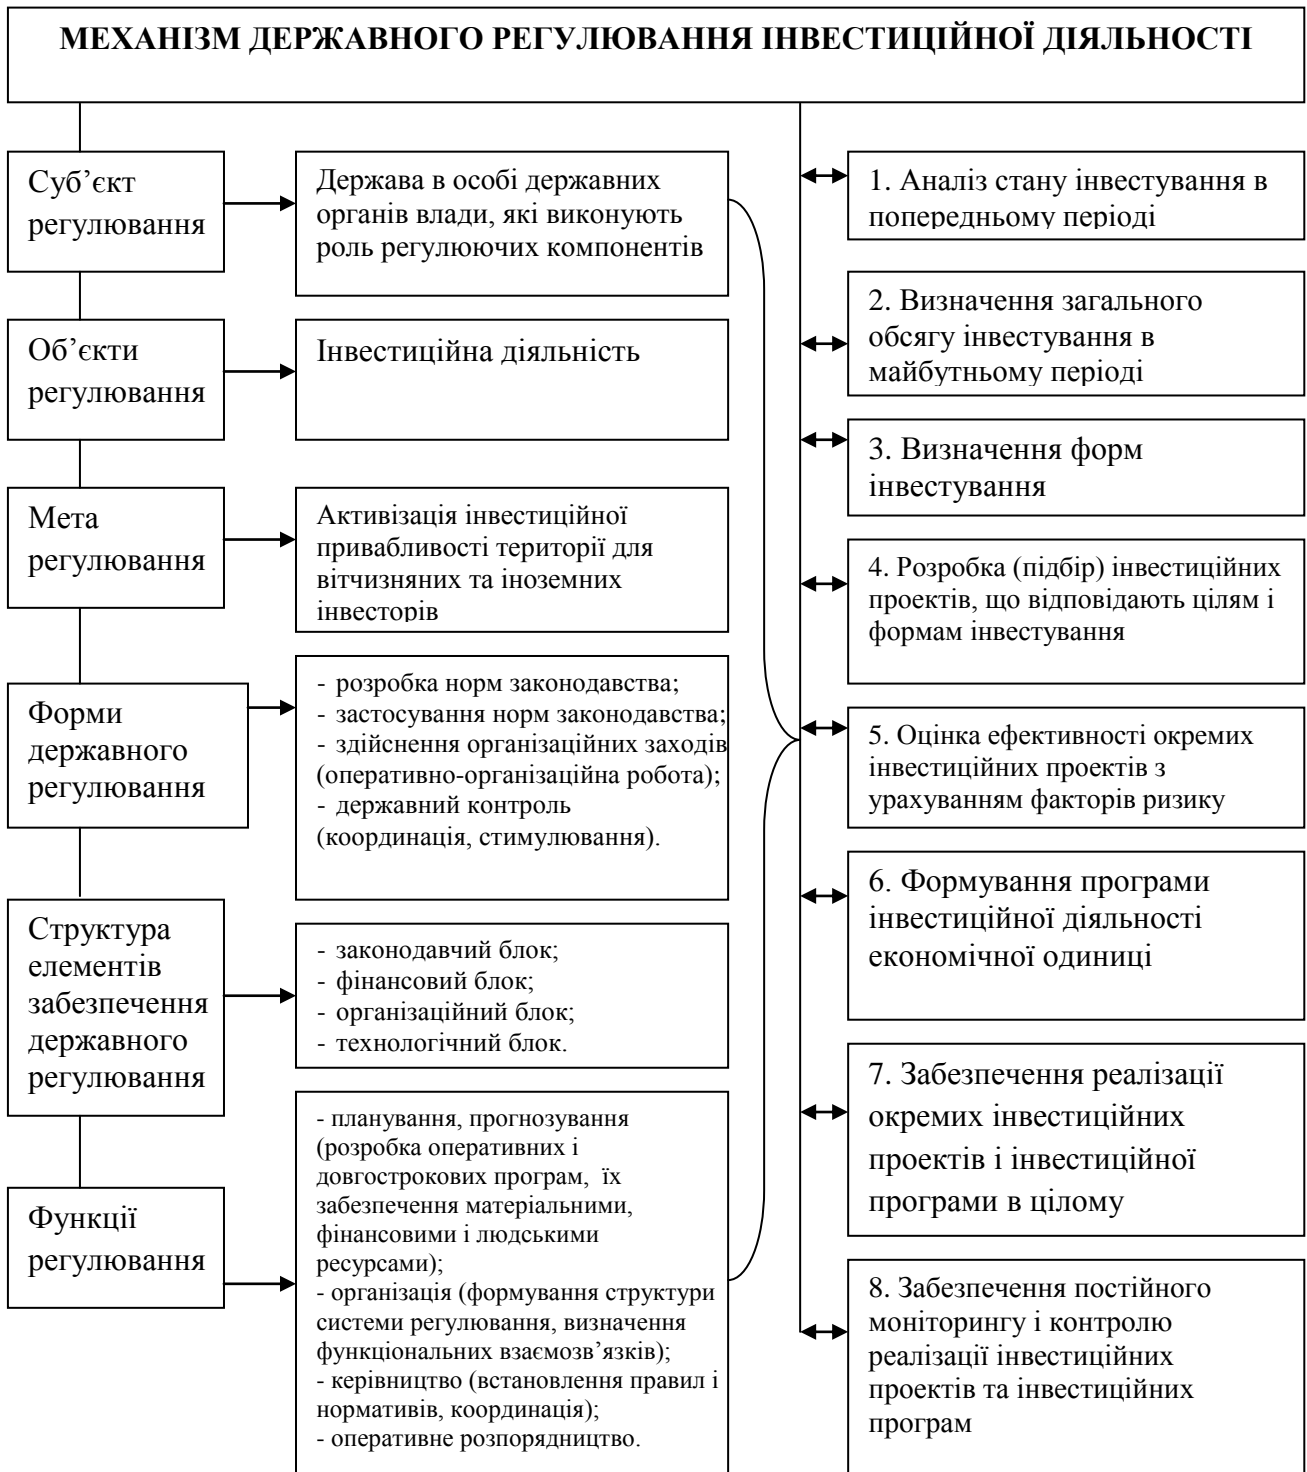 МЕХАНІЗМ ДЕРЖАВНОГО РЕГУЛЮВАННЯ ІНВЕСТИЦІЙНОЇ ДІЯЛЬНОСТІ
Суб’єкт
регулювання
Держава в особі державних
органів влади, які виконують
роль регулюючих компонентів
Об’єкти
регулювання
Інвестиційна діяльність
Мета
регулювання
Активізація інвестиційної
привабливості території для
вітчизняних та іноземних
інвесторів
Форми
державного
регулювання
- розробка норм законодавства;
- застосування норм законодавства;
- здійснення організаційних заходів
(оперативно-організаційна робота);
- державний контроль
(координація, стимулювання).
Структура
елементів
забезпечення
державного
регулювання
- законодавчий блок;
- фінансовий блок;
- організаційний блок;
- технологічний блок.
Функції
регулювання
- планування, прогнозування
(розробка оперативних і
довгострокових програм, їх
забезпечення матеріальними,
фінансовими і людськими
ресурсами);
- організація (формування структури
системи регулювання, визначення
функціональних взаємозв’язків);
- керівництво (встановлення правил і
нормативів, координація);
- оперативне розпорядництво.
1. Аналіз стану інвестування в
попередньому періоді
2. Визначення загального
обсягу інвестування в
майбутньому періоді
3. Визначення форм
інвестування
4. Розробка (підбір) інвестиційних
проектів, що відповідають цілям і
формам інвестування
5. Оцінка ефективності окремих
інвестиційних проектів з
урахуванням факторів ризику
6. Формування програми
інвестиційної діяльності
економічної одиниці
7. Забезпечення реалізації
окремих інвестиційних
проектів і інвестиційної
програми в цілому
8. Забезпечення постійного
моніторингу і контролю
реалізації інвестиційних
проектів та інвестиційних
програм